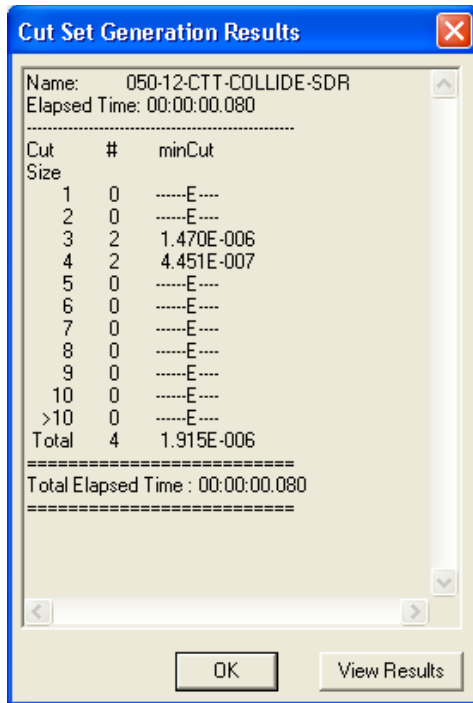 Cut Set Generation Results
Name: 050-12-CTT-COLLIDE-SDR
Elapsed Time: 00:00:00.080
--------------------------------------------------
Cut # minCut
Size
1 0 ------E----
2 0 ------E----
3 2 1.470E-006
4 2 4.451E-007
5 0 ------E----
6 0 ------E----
7 0 ------E----
8 0 ------E----
9 0 ------E----
10 0 ------E----
>10 0 ------E----
Total 4 1.915E-006
==========================
Total Elapsed Time : 00:00:00.080
==========================
OK View Results